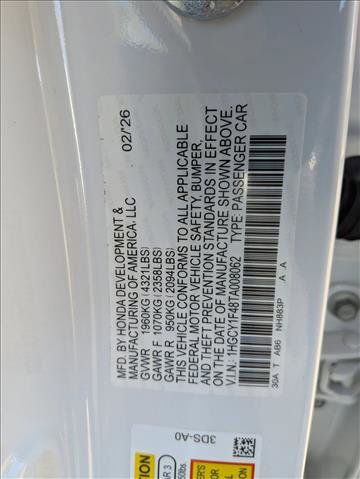 MFD. BY HONDA DEVELOPMENT &
MANUFACTURING OF AMERICA, LLC 02/'26
GVWR 1960KG (4321LBS)
GAWR F 1070KG (2358LBS)
GAWR R 950KG (2094LBS)
THIS VEHICLE CONFORMS TO ALL APPLICABLE
FEDERAL MOTOR VEHICLE SAFETY, BUMPER,
AND THEFT PREVENTION STANDARDS IN EFFECT
ON THE DATE OF MANUFACTURE SHOWN ABOVE.
V.I.N.: 1HGCY1F48TA008062 TYPE: PASSENGER CAR
30A T AB6 NH883P A A
3DS-A0